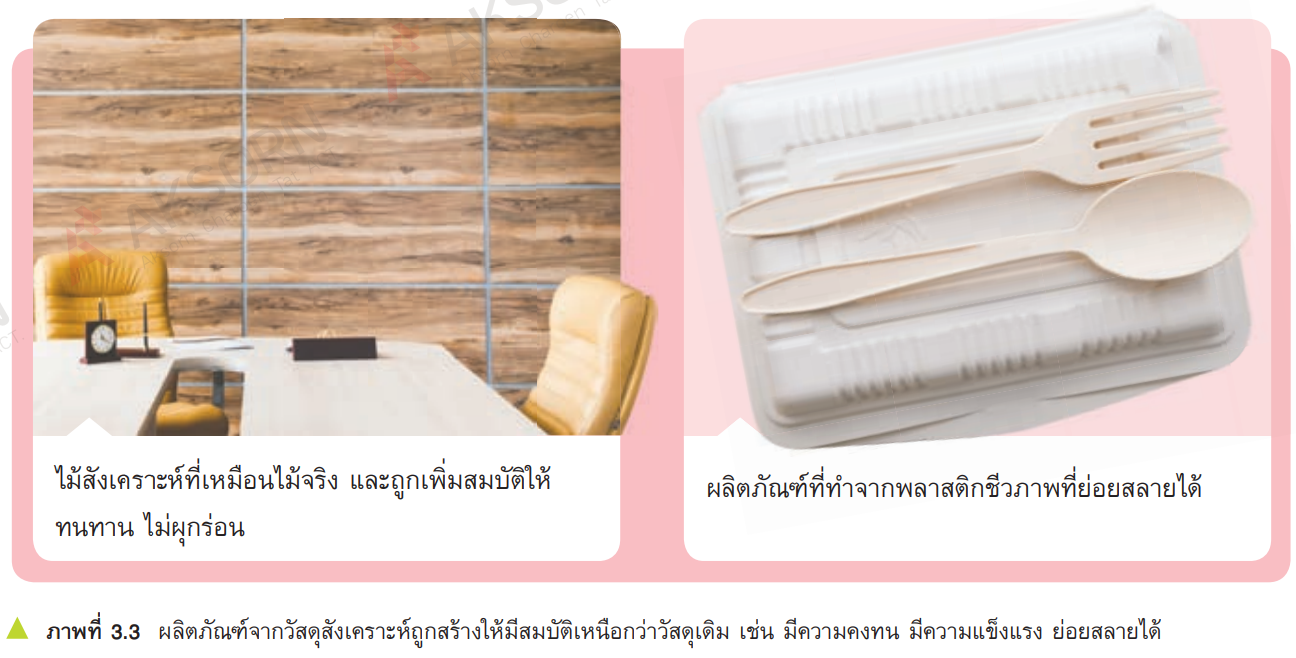 ไม้สังเคราะห์ที่เหมือนไม้จริง และถูกเพิ่มสมบัติให้
ทนทาน ไม่ผุกร่อน
ผลิตภัณฑ์ที่ทำจากพลาสติกชีวภาพที่ย่อยสลายได้
ภาพที่ 3.3 ผลิตภัณฑ์จากวัสดุสังเคราะห์ถูกสร้างให้มีสมบัติเหนือกว่าวัสดุเดิม เช่น มีความคงทน มีความแข็งแรง ย่อยสลายได้